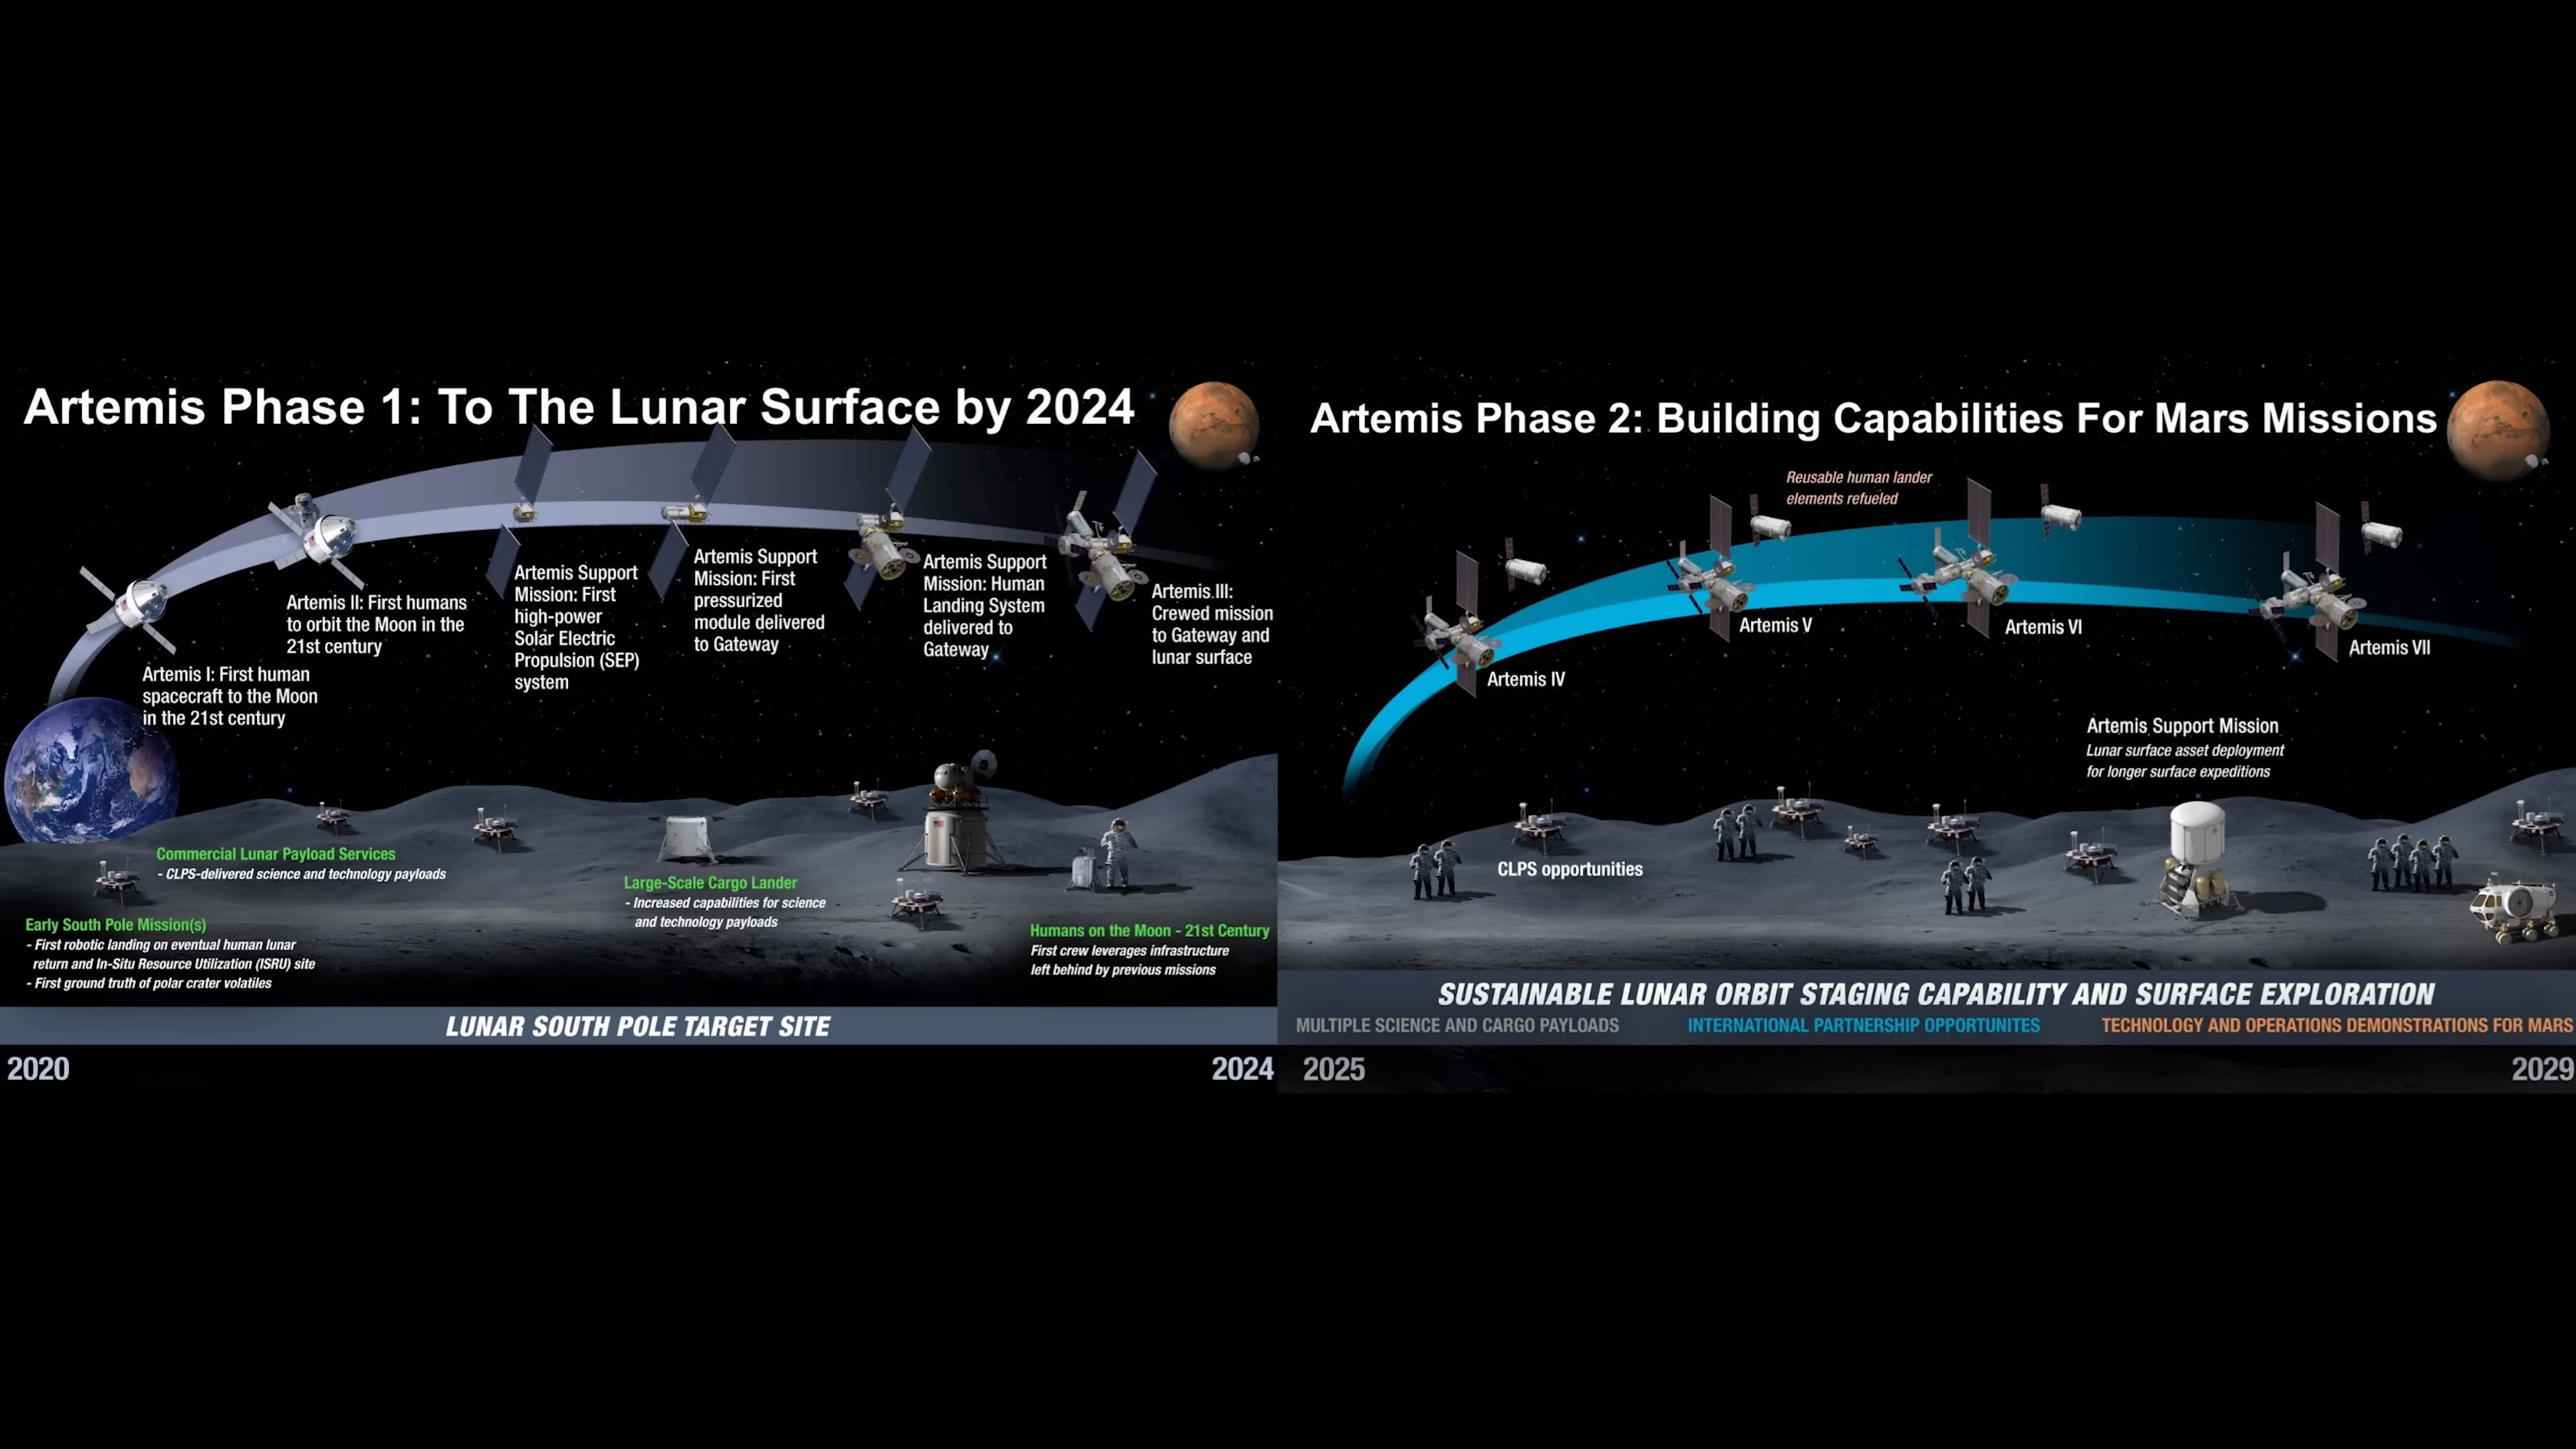 Artemis Phase 1: To The Lunar Surface by 2024
Artemis I: First human
spacecraft to the Moon
in the 21st century
Artemis II: First humans
to orbit the Moon in the
21st century
Artemis Support
Mission: First
high-power
Solar Electric
Propulsion (SEP)
system
Artemis Support
Mission: First
pressurized
module delivered
to Gateway
Artemis Support
Mission: Human
Landing System
delivered to
Gateway
Artemis III:
Crewed mission
to Gateway and
lunar surface
Commercial Lunar Payload Services
- CLPS-delivered science and technology payloads
Early South Pole Mission(s)
- First robotic landing on eventual human lunar
return and In-Situ Resource Utilization (ISRU) site
- First ground truth of polar crater volatiles
Large-Scale Cargo Lander
- Increased capabilities for science
and technology payloads
Humans on the Moon - 21st Century
First crew leverages infrastructure
left behind by previous missions
LUNAR SOUTH POLE TARGET SITE
2020
2024
Artemis Phase 2: Building Capabilities For Mars Missions
Reusable human lander
elements refueled
Artemis IV
Artemis V
Artemis VI
Artemis VII
Artemis Support Mission
Lunar surface asset deployment
for longer surface expeditions
CLPS opportunities
SUSTAINABLE LUNAR ORBIT STAGING CAPABILITY AND SURFACE EXPLORATION
MULTIPLE SCIENCE AND CARGO PAYLOADS
INTERNATIONAL PARTNERSHIP OPPORTUNITES
TECHNOLOGY AND OPERATIONS DEMONSTRATIONS FOR MARS
2025
2029